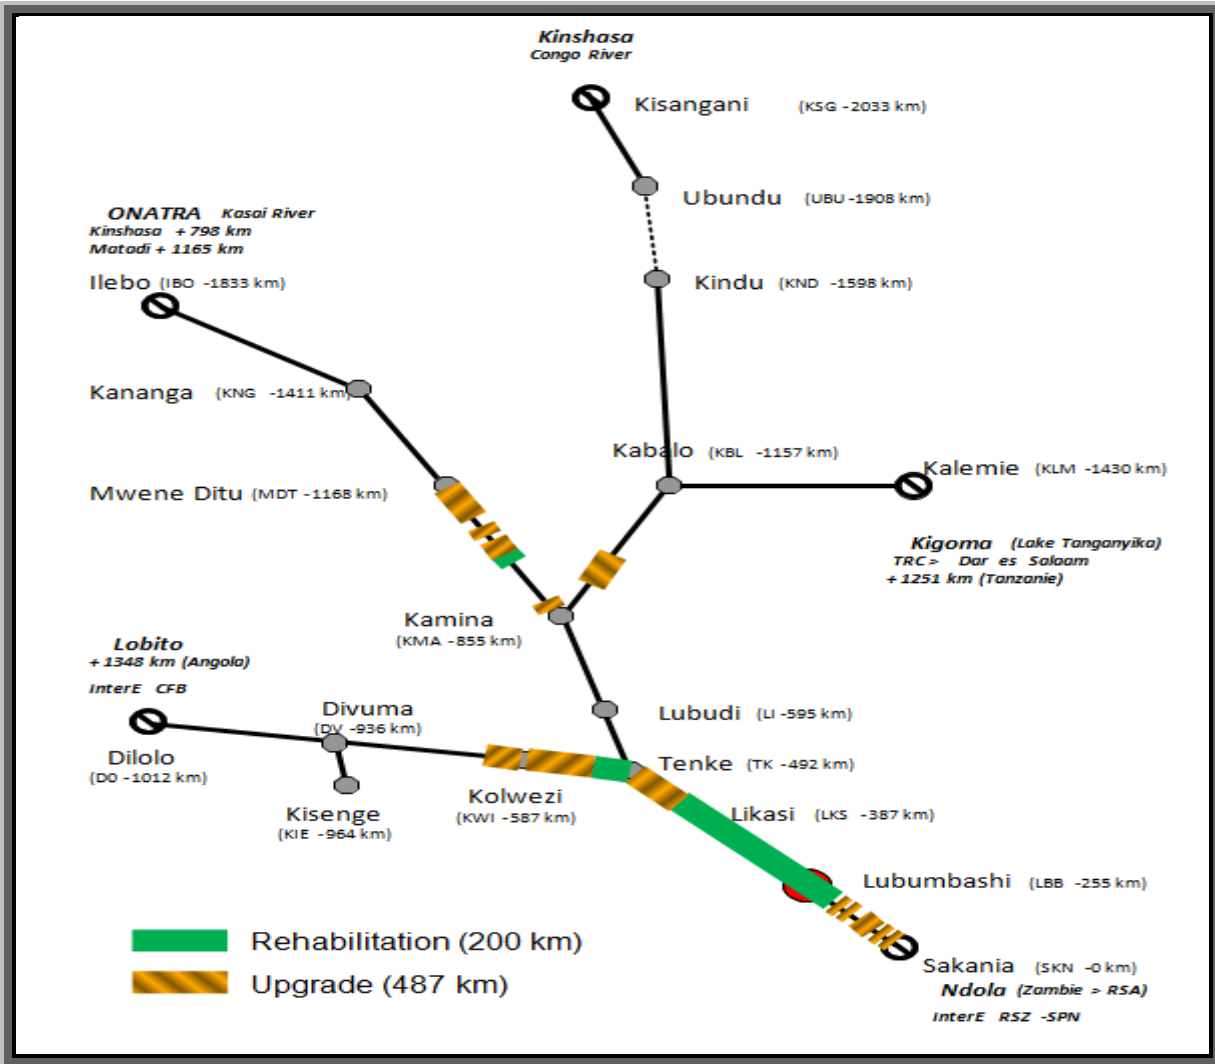 Kinshasa
Congo River
Kisangani (KSG -2033 km)
Ubundu (UBU -1908 km)
ONATRA Kasai River
Kinshasa + 798 km
Matadi + 1165 km
Ilebo (IBO -1833 km)
Kindu (KND -1598 km)
Kananga (KNG -1411 km)
Kabalo (KBL -1157 km)
Kalemie (KLM -1430 km)
Mwene Ditu (MDT -1168 km)
Kigoma (Lake Tanganyika)
TRC > Dar es Salaam
+ 1251 km (Tanzanie)
Kamina
(KMA -855 km)
Lobito
+ 1348 km (Angola)
InterE CFB
Divuma
(DV -936 km)
Lubudi (LI -595 km)
Dilolo
(D0 -1012 km)
Tenke (TK -492 km)
Kolwezi
(KWI -587 km)
Kisenge
(KIE -964 km)
Likasi (LKS -387 km)
Lubumbashi (LBB -255 km)
Rehabilitation (200 km)
Upgrade (487 km)
Sakania (SKN -0 km)
Ndola (Zambie > RSA)
InterE RSZ -SPN